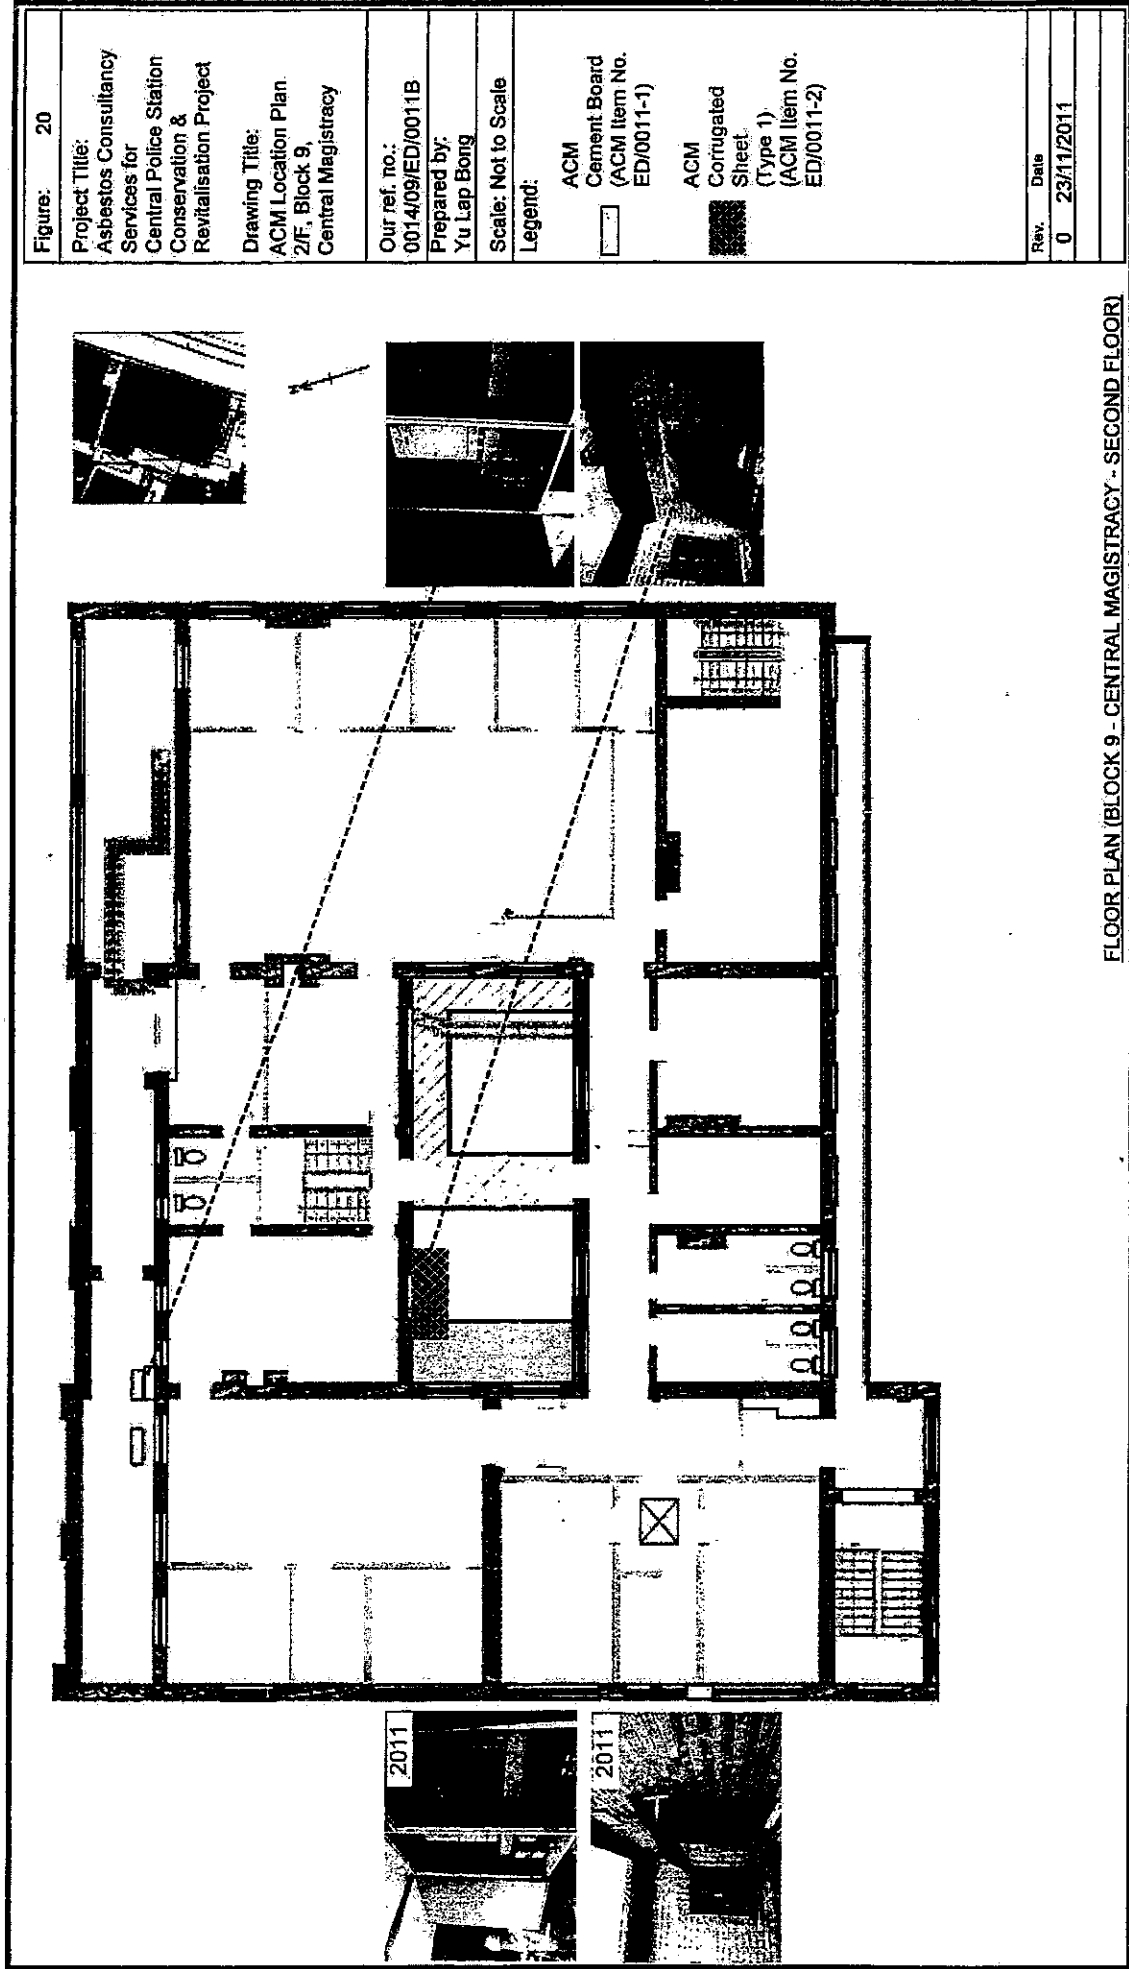 Figure: 20
Project Title:
Asbestos Consultancy
Services for
Central Police Station
Conservation &
Revitalisation Project
Drawing Title:
ACM Location Plan
2/F, Block 9,
Central Magistracy
Our ref. no.:
0014/09/ED/0011B
Prepared by:
Yu Lap Bong
Scale: Not to Scale
Legend:
ACM
Cement Board
(ACM Item No.
ED/0011-1)
ACM
Corrugated
Sheet
(Type 1)
(ACM Item No.
ED/0011-2)
Rev. Date
0 23/11/2011
2011
2011
N
FLOOR PLAN (BLOCK 9 - CENTRAL MAGISTRACY - SECOND FLOOR)